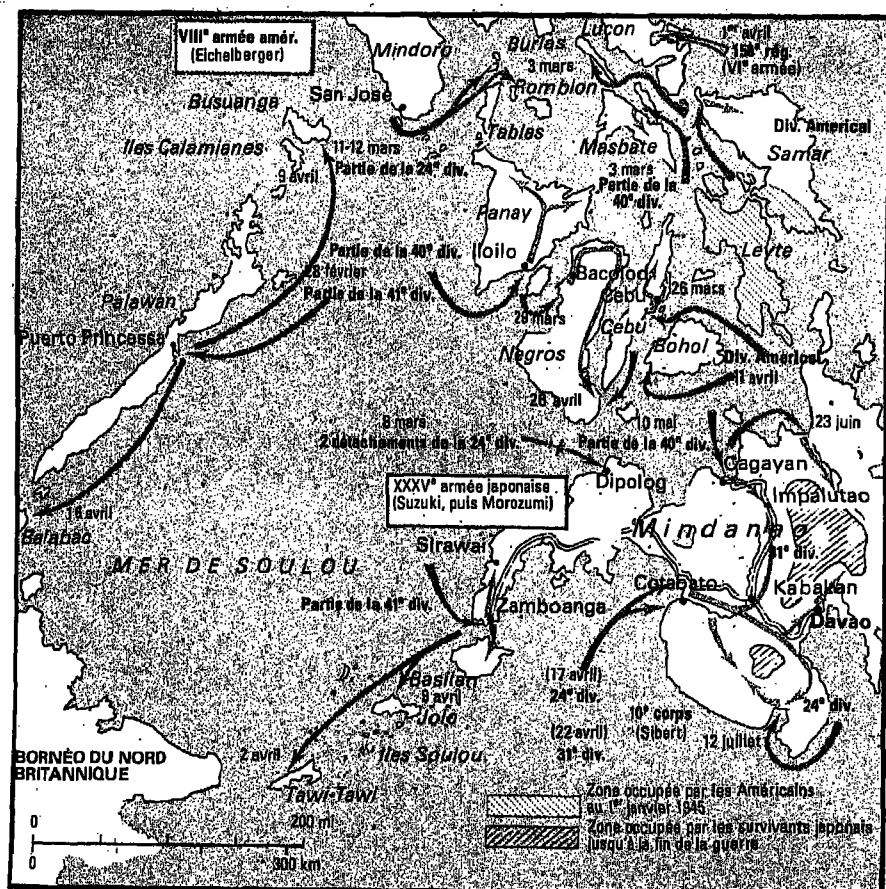 VIIIᵉ armée amér.
(Eichelberger)
Mindoro
Burias
3 mars
Romblon
Luçon
1ᵉʳ avril
158ᵉ rég.
(VIᵉ armée)
Busuanga
San José
Iles Calamianes
11-12 mars
Partie de la 24ᵉ div.
9 avril
Tables
Masbate
3 mars
Partie de la
40ᵉ div.
Div. Americal
Samar
Panay
Leyte
Partie de la 40ᵉ div.
Iloilo
28 février
Partie de la 41ᵉ div.
Bacolod
Cebu
26 mars
Palawan
Puerto Princessa
29 mars
Cebu
Negros
Bohol
Div. Americal
11 avril
26 avril
8 mars
2 détachements de la 24ᵉ div.
10 mai
Partie de la 40ᵉ div.
23 juin
Dipolog
Cagayan
XXXVᵉ armée japonaise
(Suzuki, puis Morozumi)
Impalutao
16 avril
Balabac
Mindanao
31ᵉ div.
MER DE SOULOU
Sirawai
Cotabato
Kabakan
Partie de la 41ᵉ div.
Zamboanga
Davao
(17 avril)
24ᵉ div.
Basilan
9 avril
Jolo
10ᵉ corps
(Sibert)
24ᵉ div.
(22 avril)
31ᵉ div.
12 juillet
2 avril
Iles Soulou
BORNÉO DU NORD
BRITANNIQUE
Tawi-Tawi
Zone occupée par les Américains
au 1ᵉʳ janvier 1945
Zone occupée par les survivants japonais
jusqu'à la fin de la guerre
0 200 mi
0 300 km